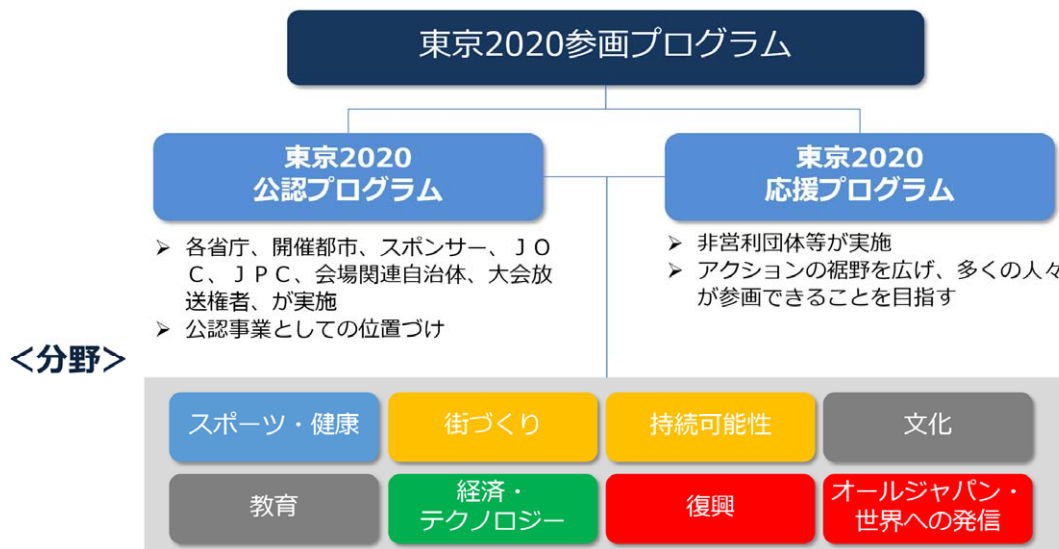 東京2020参画プログラム
東京2020
公認プログラム
➢ 各省庁、開催都市、スポンサー、ＪＯ
Ｃ、ＪＰＣ、会場関連自治体、大会放
送権者、が実施
➢ 公認事業としての位置づけ
東京2020
応援プログラム
➢ 非営利団体等が実施
➢ アクションの裾野を広げ、多くの人々
が参画できることを目指す
＜分野＞
スポーツ・健康
街づくり
持続可能性
文化
教育
経済・
テクノロジー
復興
オールジャパン・
世界への発信